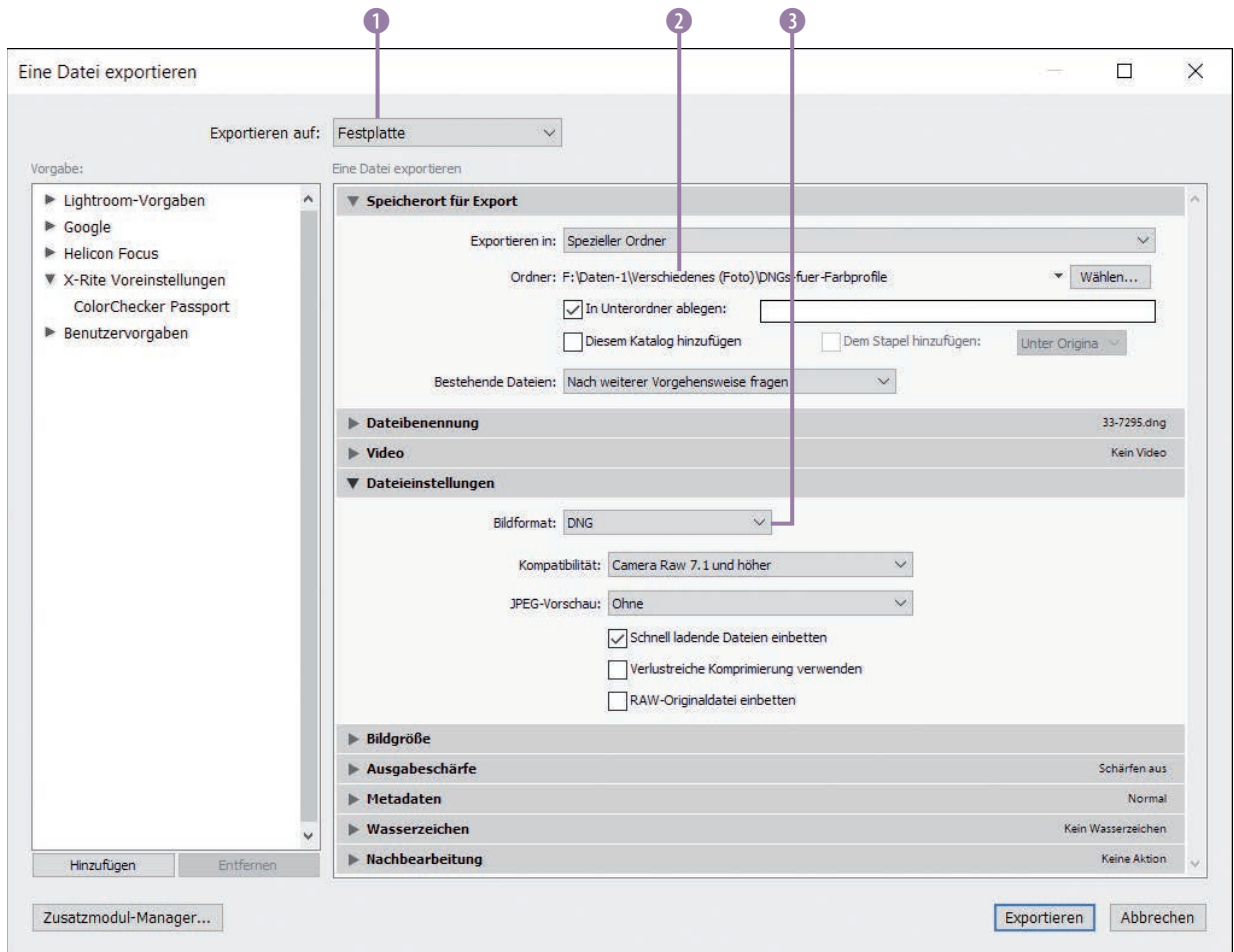 1 2 3
Eine Datei exportieren
Exportieren auf: Festplatte
Vorgabe:
Lightroom-Vorgaben
Google
Helicon Focus
X-Rite Voreinstellungen
ColorChecker Passport
Benutzervorgaben
Hinzufügen Entfernen
Eine Datei exportieren
Speicherort für Export
Exportieren in: Spezieller Ordner
Ordner: F:\Daten-1\Verschiedenes (Foto)\DNGs-fuer-Farbprofile Wählen...
In Unterordner ablegen:
Diesem Katalog hinzufügen Dem Stapel hinzufügen: Unter Origina
Bestehende Dateien: Nach weiterer Vorgehensweise fragen
Dateibenennung 33-7295.dng
Video Kein Video
Dateieinstellungen
Bildformat: DNG
Kompatibilität: Camera Raw 7.1 und höher
JPEG-Vorschau: Ohne
Schnell ladende Dateien einbetten
Verlustreiche Komprimierung verwenden
RAW-Originaldatei einbetten
Bildgröße
Ausgabeschärfe Schärfen aus
Metadaten Normal
Wasserzeichen Kein Wasserzeichen
Nachbearbeitung Keine Aktion
Zusatzmodul-Manager... Exportieren Abbrechen